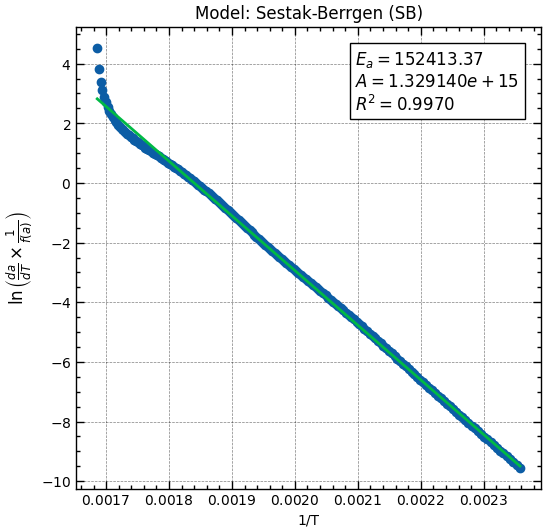 Model: Sestak-Berrgen (SB)
E_a = 152413.37
A = 1.329140e + 15
R^2 = 0.9970
ln (da/dT × 1/f(a))
4
2
0
−2
−4
−6
−8
−10
0.0017 0.0018 0.0019 0.0020 0.0021 0.0022 0.0023
1/T